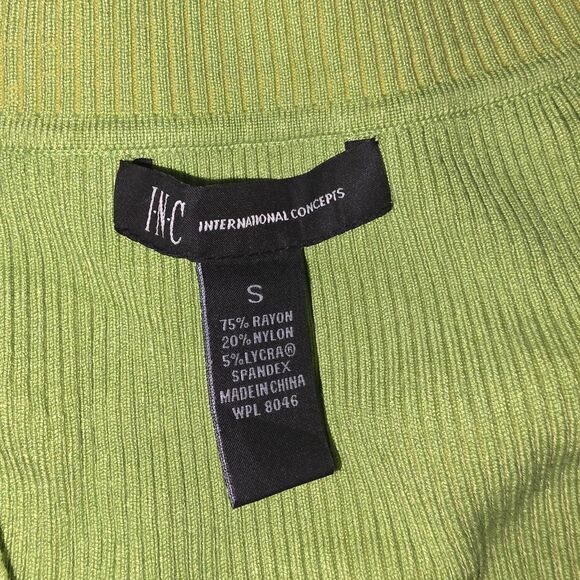 I·N·C INTERNATIONAL CONCEPTS
S
75% RAYON
20% NYLON
5% LYCRA®
SPANDEX
MADE IN CHINA
WPL 8046